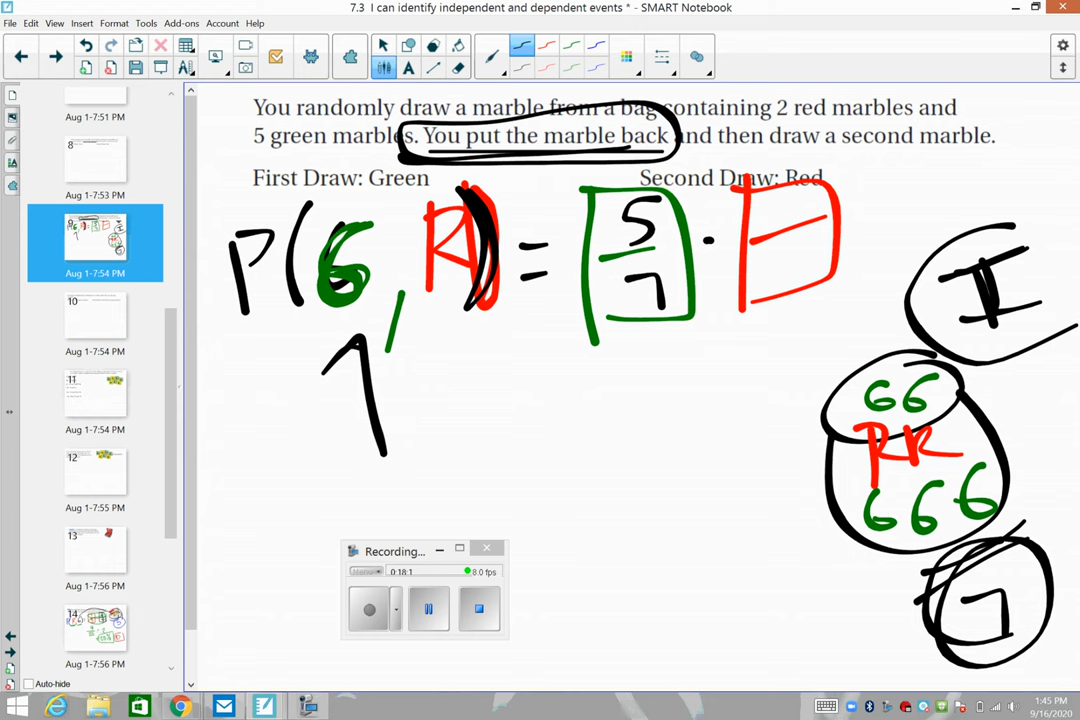 7.3 I can identify independent and dependent events * - SMART Notebook
File Edit View Insert Format Tools Add-ons Account Help
Aug 1-7:51 PM
8
Aug 1-7:53 PM
9
Aug 1-7:54 PM
10
Aug 1-7:54 PM
11
Aug 1-7:54 PM
12
Aug 1-7:55 PM
13
Aug 1-7:56 PM
14
Aug 1-7:56 PM
Auto-hide
You randomly draw a marble from a bag containing 2 red marbles and
5 green marbles. You put the marble back and then draw a second marble.
First Draw: Green
Second Draw: Red
P(G, R) = 5/7 ·
I
G G
R R
G G G
7
Recording...
Menu
0:18:1
8.0 fps
1:45 PM
9/16/2020